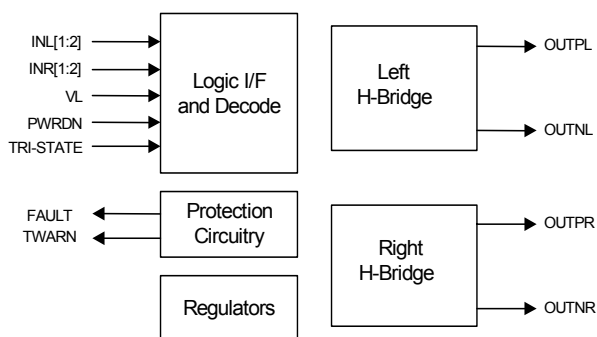 INL[1:2]
INR[1:2]
VL
PWRDN
TRI-STATE
Logic I/F
and Decode
Left
H-Bridge
OUTPL
OUTNL
FAULT
TWARN
Protection
Circuitry
Regulators
Right
H-Bridge
OUTPR
OUTNR